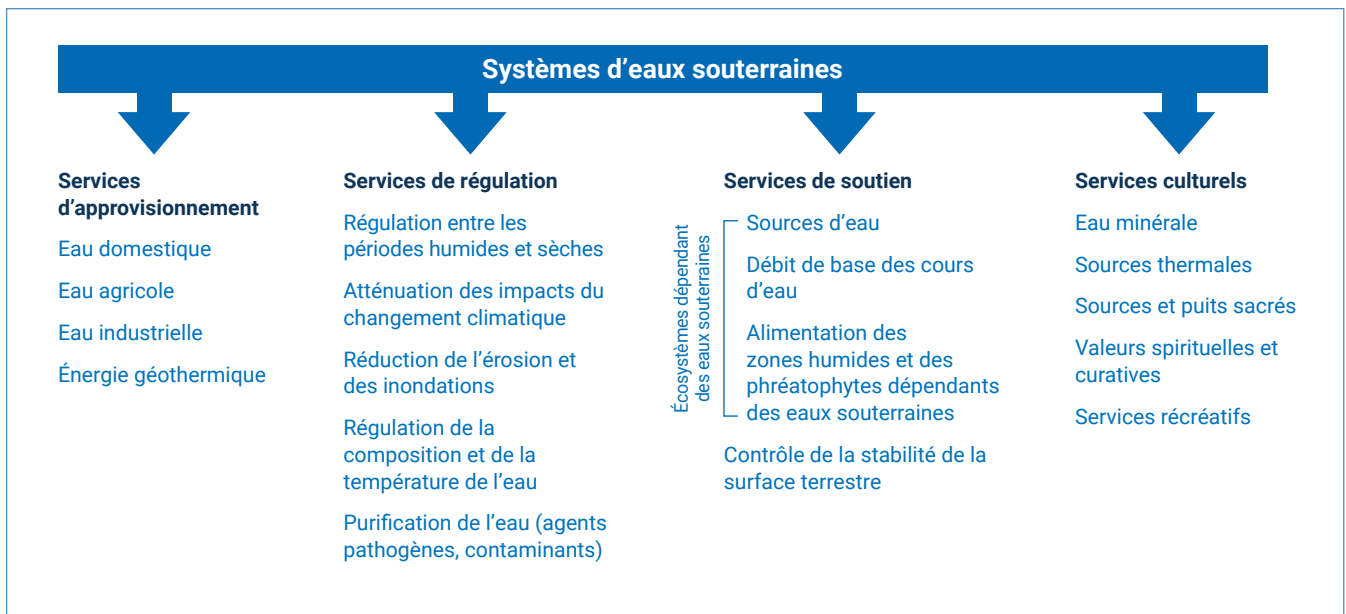 Systèmes d’eaux souterraines
Services
d’approvisionnement
Eau domestique
Eau agricole
Eau industrielle
Énergie géothermique
Services de régulation
Régulation entre les
périodes humides et sèches
Atténuation des impacts du
changement climatique
Réduction de l’érosion et
des inondations
Régulation de la
composition et de la
température de l’eau
Purification de l’eau (agents
pathogènes, contaminants)
Services de soutien
Écosystèmes dépendant
des eaux souterraines
Sources d’eau
Débit de base des cours
d’eau
Alimentation des
zones humides et des
phréatophytes dépendants
des eaux souterraines
Contrôle de la stabilité de la
surface terrestre
Services culturels
Eau minérale
Sources thermales
Sources et puits sacrés
Valeurs spirituelles et
curatives
Services récréatifs